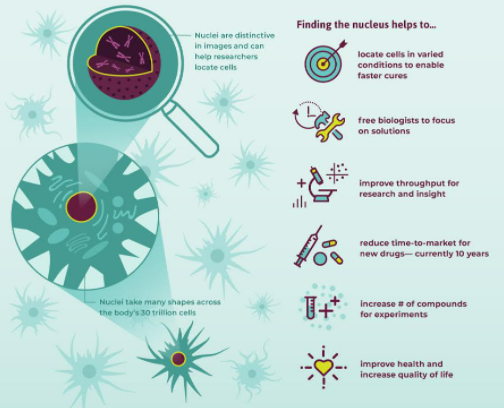 Nuclei are distinctive
in images and can
help researchers
locate cells
Nuclei take many shapes across
the body's 30 trillion cells
Finding the nucleus helps to...
locate cells in varied
conditions to enable
faster cures
free biologists to focus
on solutions
improve throughput for
research and insight
reduce time-to-market for
new drugs— currently 10 years
increase # of compounds
for experiments
improve health and
increase quality of life